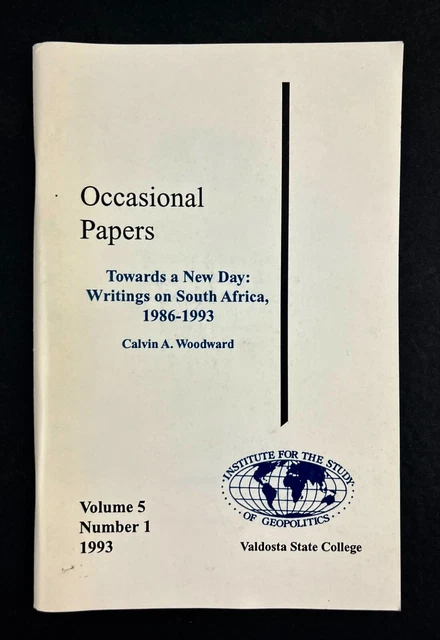 Occasional
Papers
Towards a New Day:
Writings on South Africa,
1986-1993
Calvin A. Woodward
INSTITUTE FOR THE STUDY
OF GEOPOLITICS
Volume 5
Number 1
1993
Valdosta State College